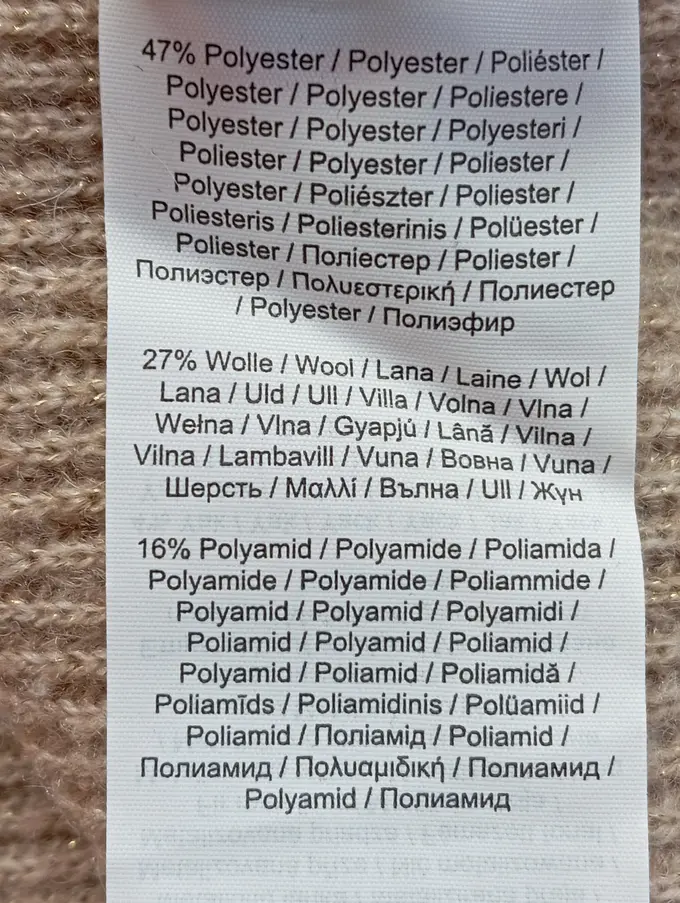 47% Polyester / Polyester / Poliéster /
Polyester / Polyester / Poliestere /
Polyester / Polyester / Polyesteri /
Poliester / Polyester / Poliester /
Polyester / Poliészter / Poliester /
Poliesteris / Poliesterinis / Polüester /
Poliester / Поліестер / Poliester /
Полиэстер / Πολυεστερική / Полиестер
/ Polyester / Полиэфир
27% Wolle / Wool / Lana / Laine / Wol /
Lana / Uld / Ull / Villa / Volna / Vlna /
Wełna / Vlna / Gyapjú / Lână / Vilna /
Vilna / Lambavill / Vuna / Вовна / Vuna /
Шерсть / Μαλλί / Вълна / Ull / Жүн
16% Polyamid / Polyamide / Poliamida /
Polyamide / Polyamide / Poliammide /
Polyamid / Polyamid / Polyamidi /
Poliamid / Polyamid / Poliamid /
Polyamid / Poliamid / Poliamidă /
Poliamīds / Poliamidinis / Polüamiid /
Poliamid / Поліамід / Poliamid /
Полиамид / Πολυαμιδική / Полиамид /
Polyamid / Полиамид